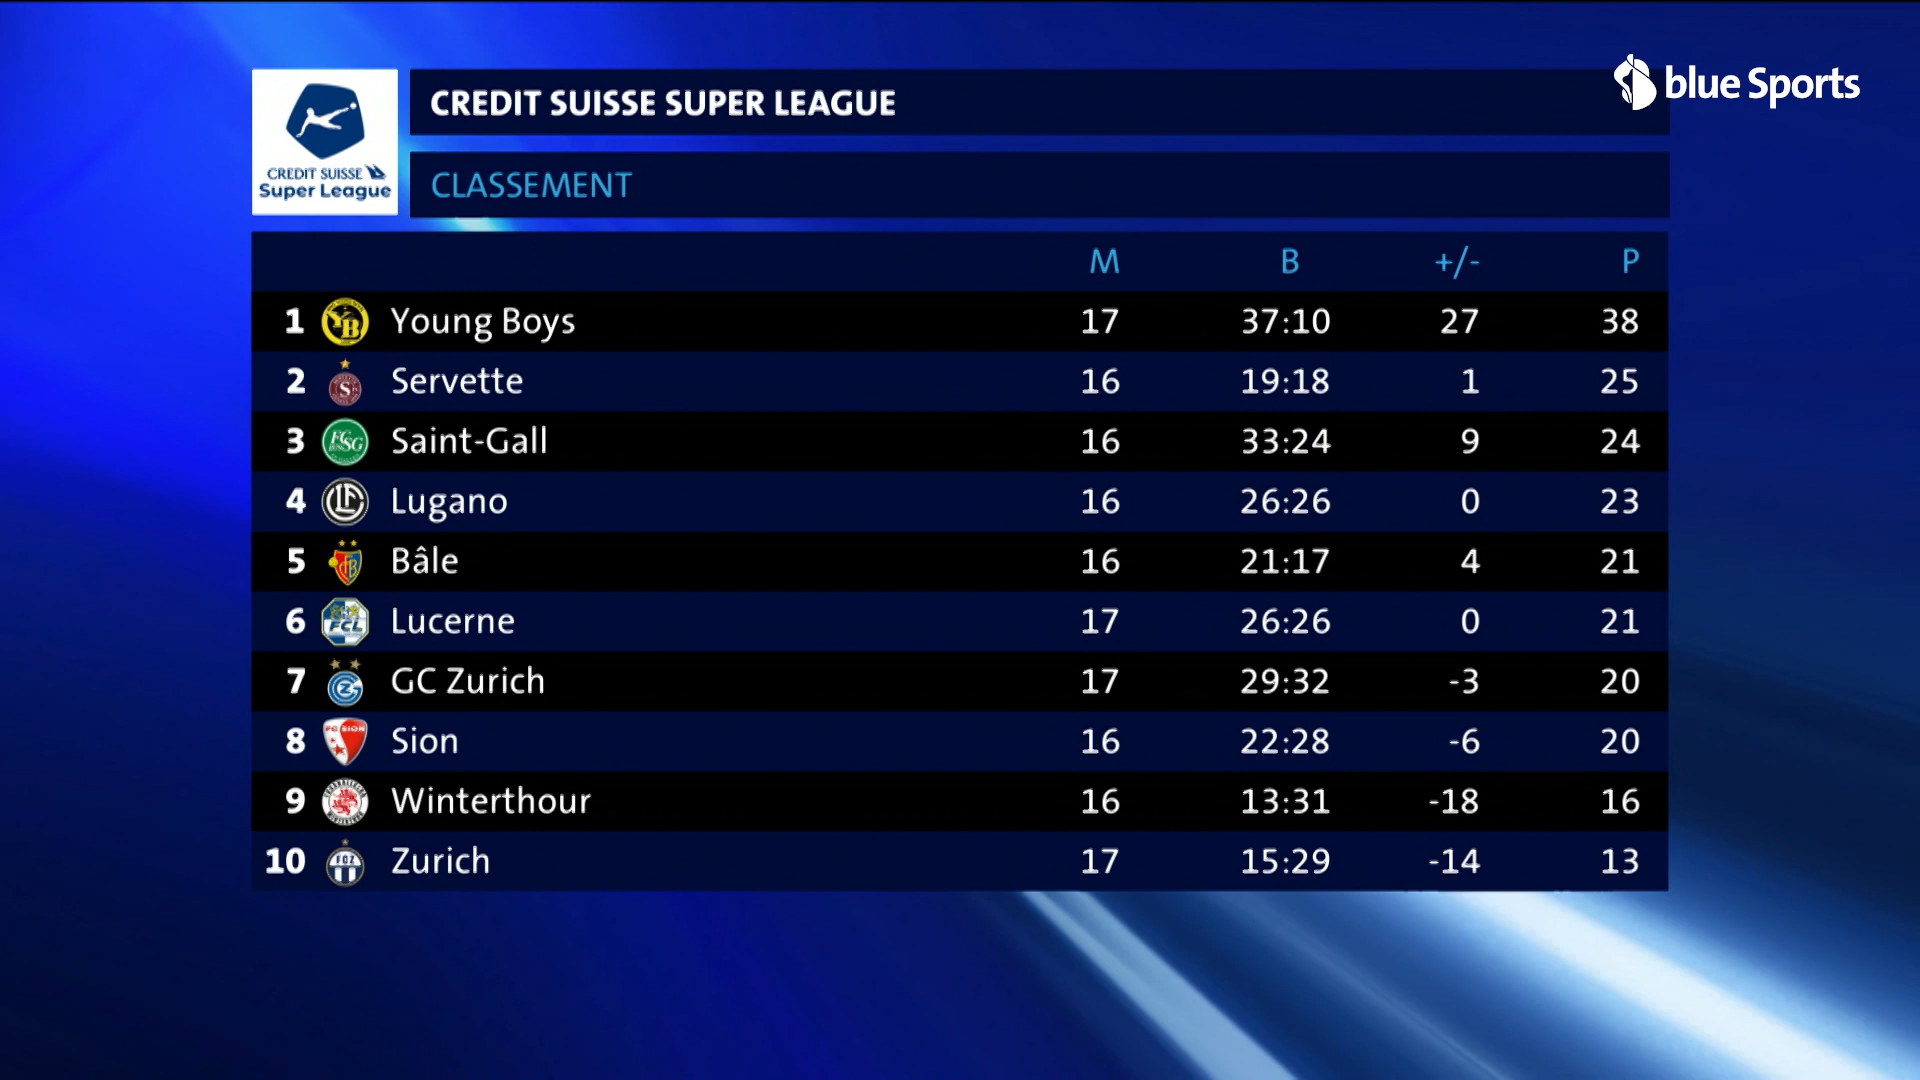 blue Sports
CREDIT SUISSE SUPER LEAGUE
CREDIT SUISSE
Super League
CLASSEMENT
M B +/- P
1 Young Boys 17 37:10 27 38
2 Servette 16 19:18 1 25
3 Saint-Gall 16 33:24 9 24
4 Lugano 16 26:26 0 23
5 Bâle 16 21:17 4 21
6 FCL Lucerne 17 26:26 0 21
7 GC Zurich 17 29:32 -3 20
8 FC SION Sion 16 22:28 -6 20
9 Winterthour 16 13:31 -18 16
10 FCZ Zurich 17 15:29 -14 13